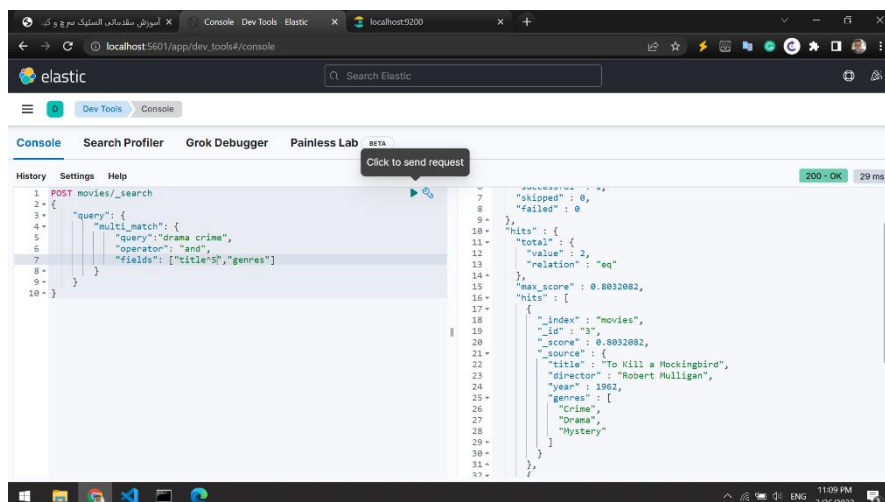 آموزش مقدماتی الستیک سرچ و کی
Console - Dev Tools - Elastic
localhost:9200
localhost:5601/app/dev_tools#/console
elastic
Search Elastic
D
Dev Tools
Console
Console
Search Profiler
Grok Debugger
Painless Lab
BETA
Click to send request
History
Settings
Help
200 - OK
29 ms
1 POST movies/_search
2 {
3 "query": {
4 "multi_match": {
5 "query":"drama crime",
6 "operator": "and",
7 "fields": ["title^5","genres"]
8 }
9 }
10 }
"successful" : 1,
7 "skipped" : 0,
8 "failed" : 0
9 },
10 "hits" : {
11 "total" : {
12 "value" : 2,
13 "relation" : "eq"
14 },
15 "max_score" : 0.8032082,
16 "hits" : [
17 {
18 "_index" : "movies",
19 "_id" : "3",
20 "_score" : 0.8032082,
21 "_source" : {
22 "title" : "To Kill a Mockingbird",
23 "director" : "Robert Mulligan",
24 "year" : 1962,
25 "genres" : [
26 "Crime",
27 "Drama",
28 "Mystery"
29 ]
30 }
31 },
32 {
ENG
11:09 PM